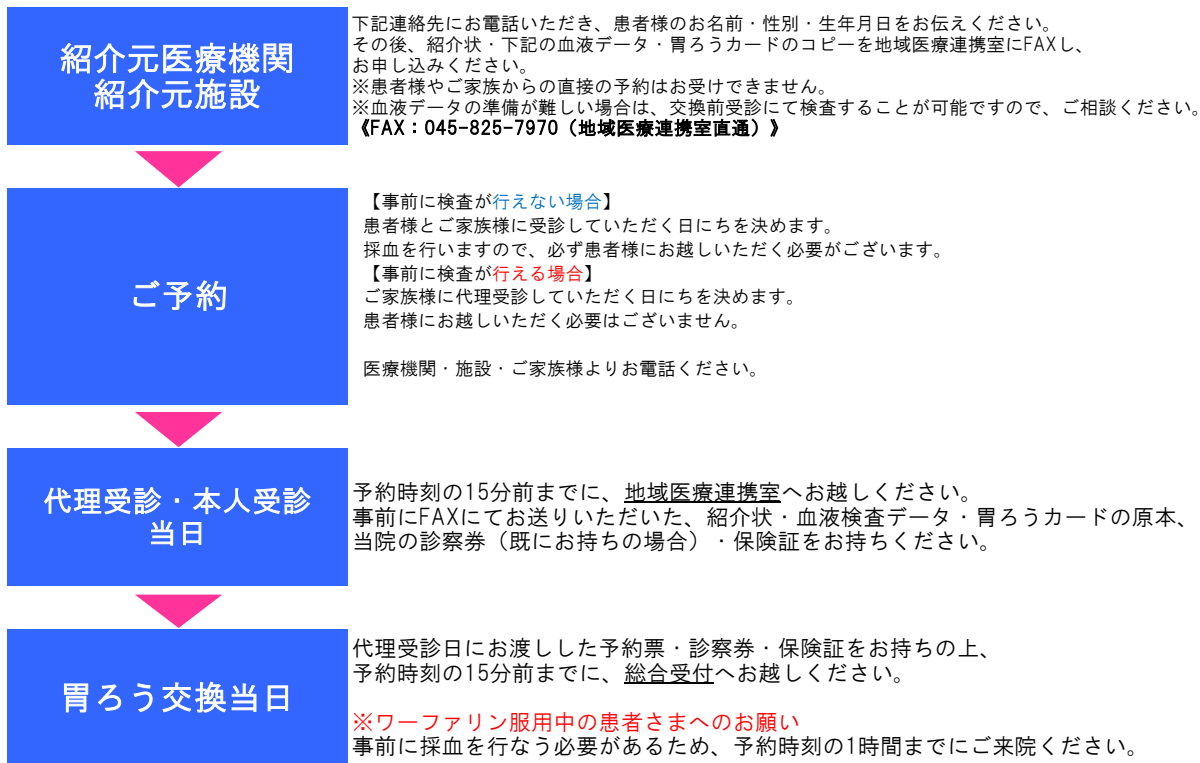 紹介元医療機関
紹介元施設
下記連絡先にお電話いただき、患者様のお名前・性別・生年月日をお伝えください。
その後、紹介状・下記の血液データ・胃ろうカードのコピーを地域医療連携室にFAXし、
お申し込みください。
※患者様やご家族からの直接の予約はお受けできません。
※血液データの準備が難しい場合は、交換前受診にて検査することが可能ですので、ご相談ください。
《FAX：045-825-7970（地域医療連携室直通）》
ご予約
【事前に検査が行えない場合】
患者様とご家族様に受診していただく日にちを決めます。
採血を行いますので、必ず患者様にお越しいただく必要がございます。
【事前に検査が行える場合】
ご家族様に代理受診していただく日にちを決めます。
患者様にお越しいただく必要はございません。
医療機関・施設・ご家族様よりお電話ください。
代理受診・本人受診
当日
予約時刻の15分前までに、地域医療連携室へお越しください。
事前にFAXにてお送りいただいた、紹介状・血液検査データ・胃ろうカードの原本、
当院の診察券（既にお持ちの場合）・保険証をお持ちください。
胃ろう交換当日
代理受診日にお渡しした予約票・診察券・保険証をお持ちの上、
予約時刻の15分前までに、総合受付へお越しください。
※ワーファリン服用中の患者さまへのお願い
事前に採血を行なう必要があるため、予約時刻の1時間までにご来院ください。